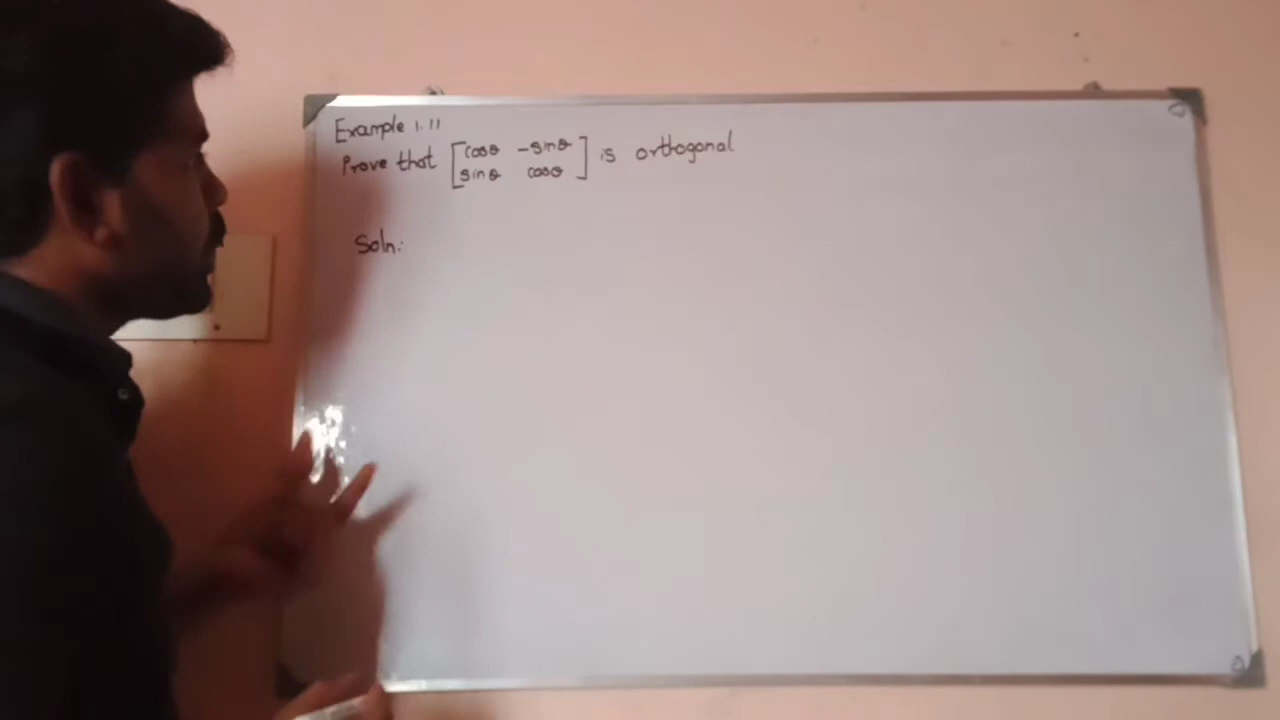 Example 1.11
Prove that [cosθ -sinθ
sinθ cosθ] is orthogonal
Soln: